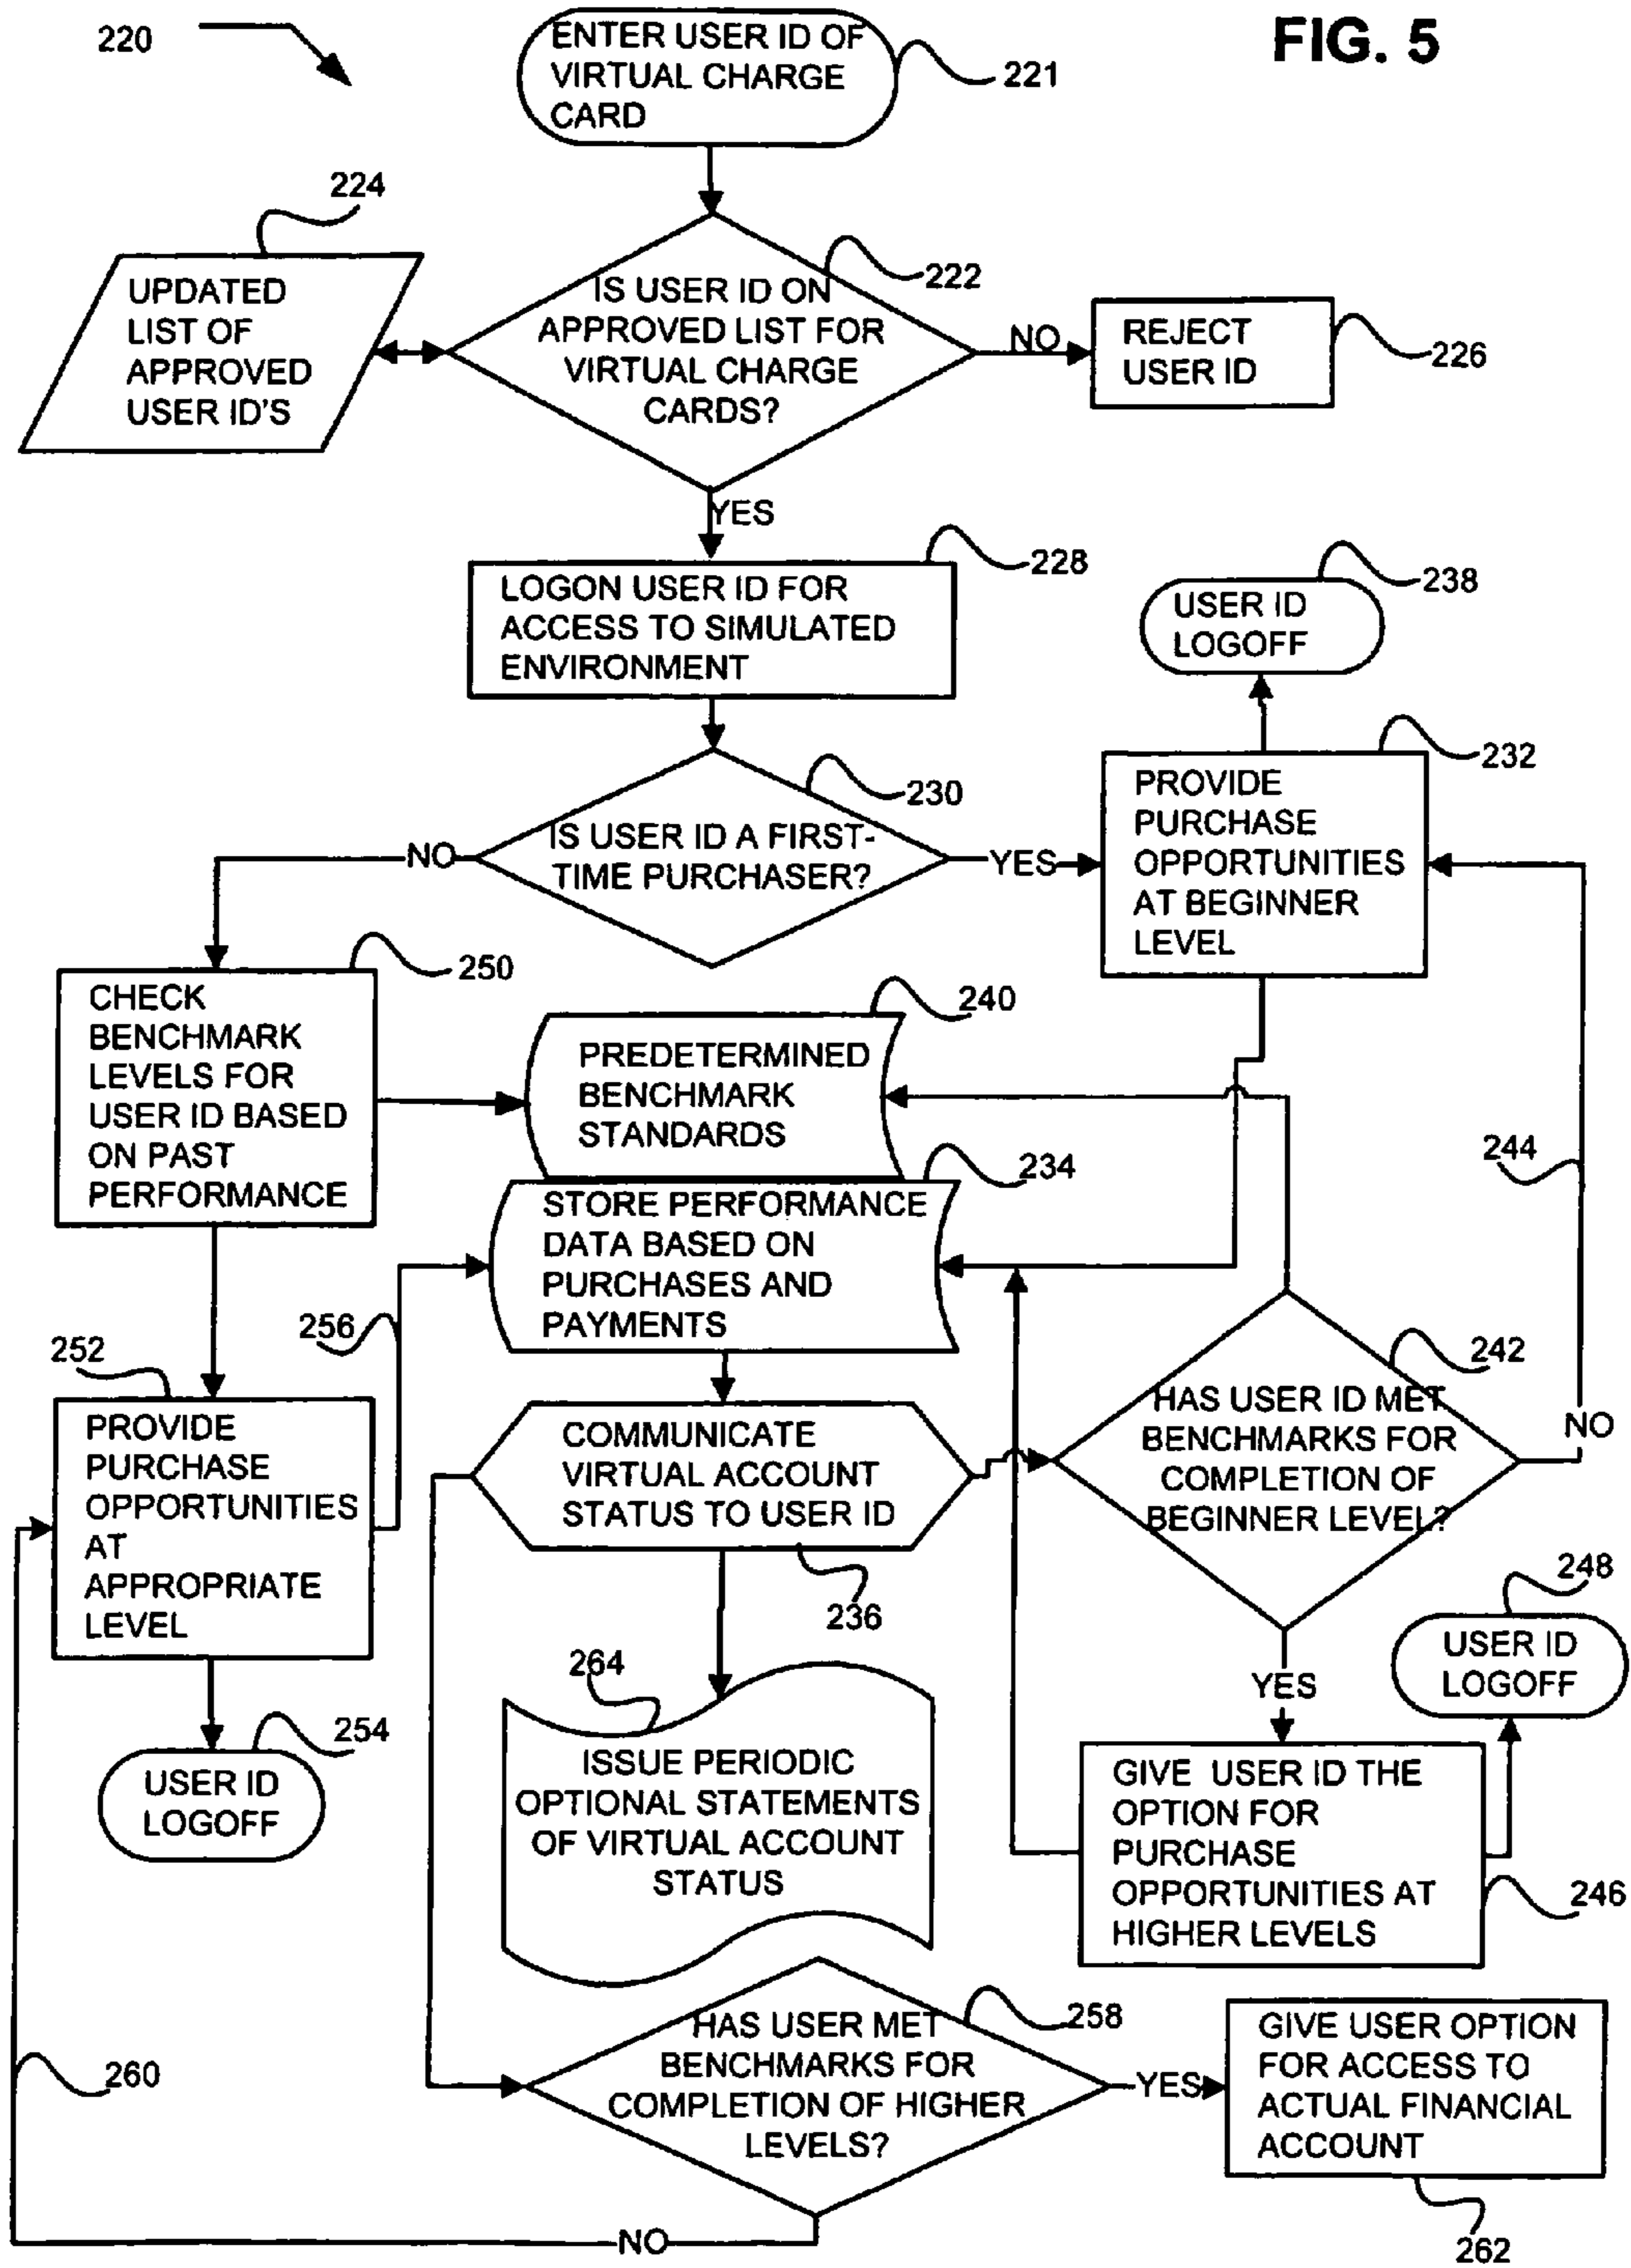 FIG. 5
220
ENTER USER ID OF
VIRTUAL CHARGE
CARD
221
224
UPDATED
LIST OF
APPROVED
USER ID'S
222
IS USER ID ON
APPROVED LIST FOR
VIRTUAL CHARGE
CARDS?
NO
REJECT
USER ID
226
YES
228
LOGON USER ID FOR
ACCESS TO SIMULATED
ENVIRONMENT
238
USER ID
LOGOFF
230
IS USER ID A FIRST-
TIME PURCHASER?
NO
YES
232
PROVIDE
PURCHASE
OPPORTUNITIES
AT BEGINNER
LEVEL
250
CHECK
BENCHMARK
LEVELS FOR
USER ID BASED
ON PAST
PERFORMANCE
240
PREDETERMINED
BENCHMARK
STANDARDS
234
STORE PERFORMANCE
DATA BASED ON
PURCHASES AND
PAYMENTS
244
256
252
PROVIDE
PURCHASE
OPPORTUNITIES
AT
APPROPRIATE
LEVEL
COMMUNICATE
VIRTUAL ACCOUNT
STATUS TO USER ID
236
242
HAS USER ID MET
BENCHMARKS FOR
COMPLETION OF
BEGINNER LEVEL?
NO
YES
248
USER ID
LOGOFF
254
USER ID
LOGOFF
264
ISSUE PERIODIC
OPTIONAL STATEMENTS
OF VIRTUAL ACCOUNT
STATUS
GIVE USER ID THE
OPTION FOR
PURCHASE
OPPORTUNITIES AT
HIGHER LEVELS
246
258
HAS USER MET
BENCHMARKS FOR
COMPLETION OF HIGHER
LEVELS?
YES
GIVE USER OPTION
FOR ACCESS TO
ACTUAL FINANCIAL
ACCOUNT
262
260
NO